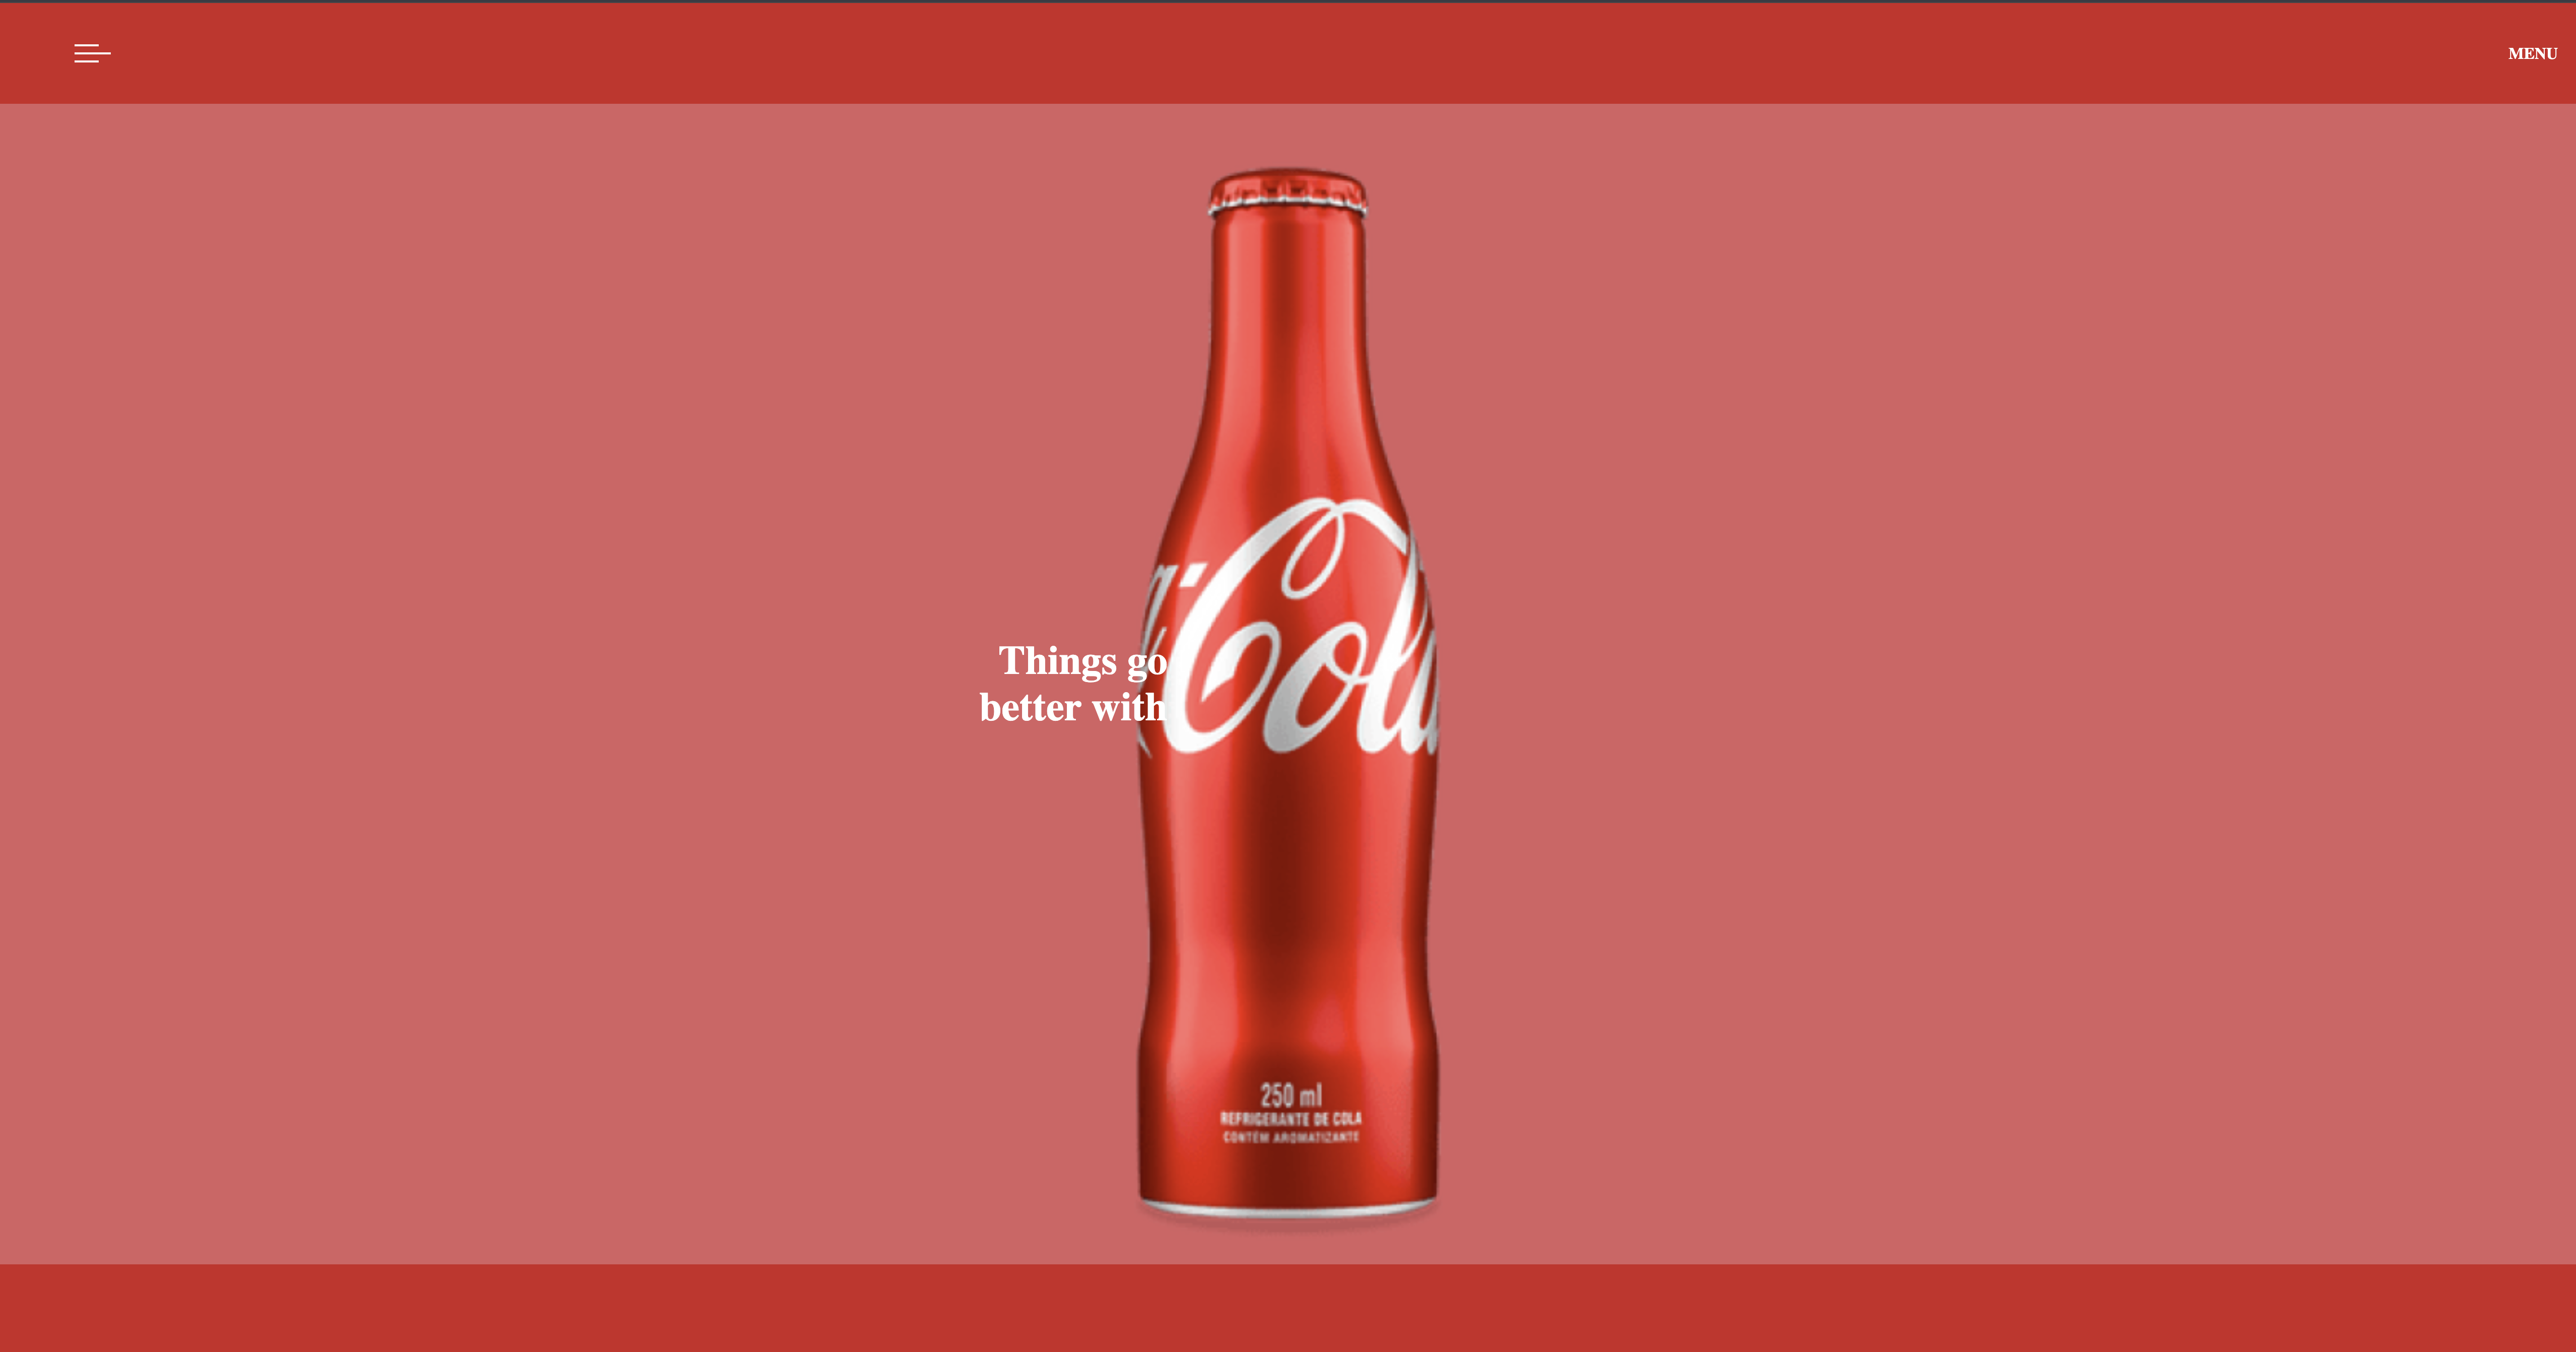 MENU
Things go
better with
Cola
250 ml
REFRIGERANTE DE COLA
CONTÉM AROMATIZANTE